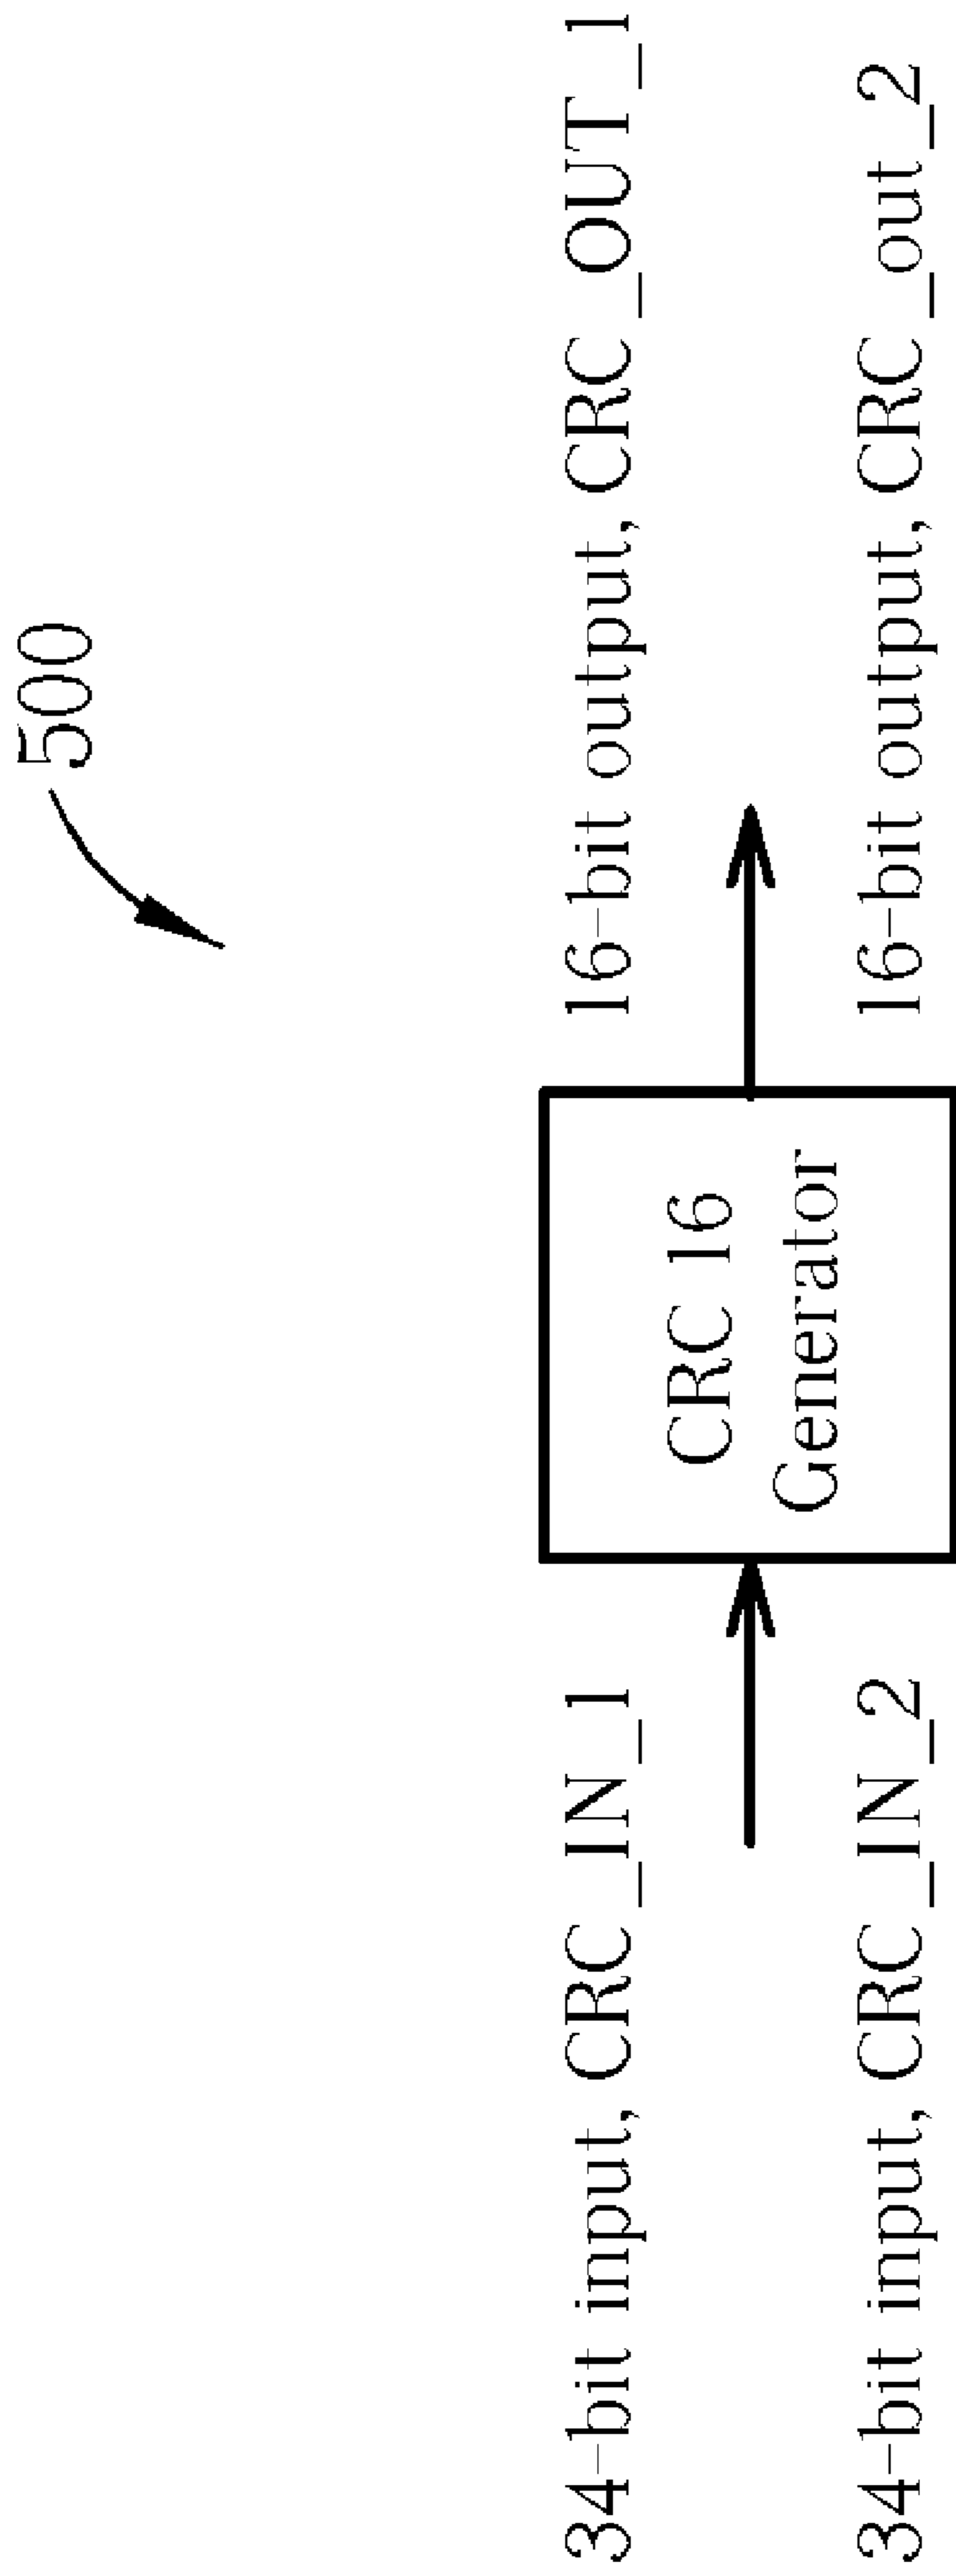 500
34-bit input, CRC_IN_1
16-bit output, CRC_OUT_1
CRC 16
Generator
34-bit input, CRC_IN_2
16-bit output, CRC_out_2